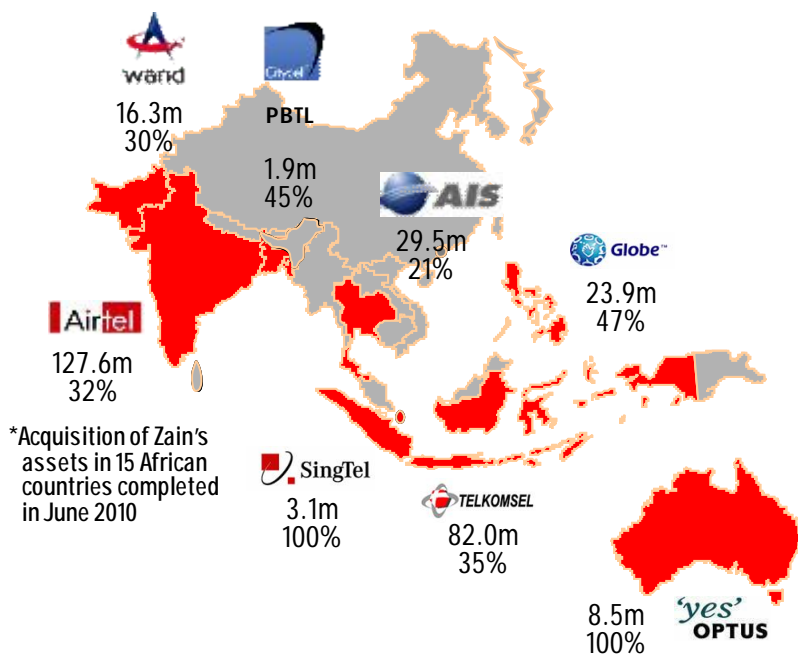 warid
Citycel
16.3m
30%
PBTL
1.9m
45%
AIS
29.5m
21%
Globe™
23.9m
47%
Airtel
127.6m
32%
*Acquisition of Zain's
assets in 15 African
countries completed
in June 2010
SingTel
3.1m
100%
TELKOMSEL
82.0m
35%
'yes'
OPTUS
8.5m
100%